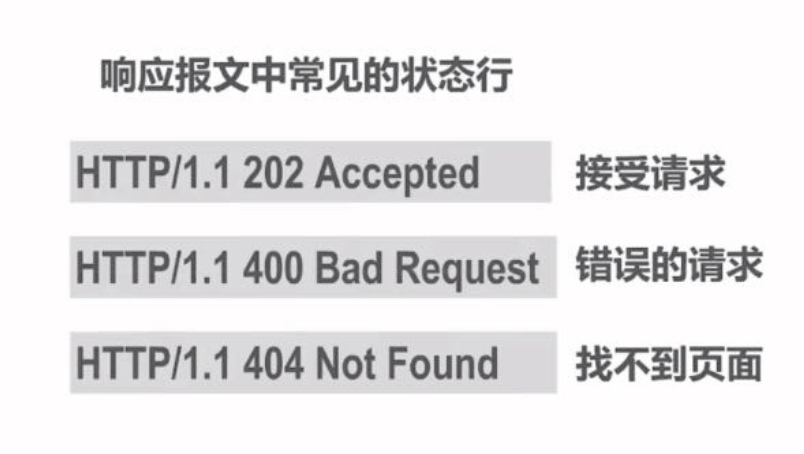 响应报文中常见的状态行
HTTP/1.1 202 Accepted 接受请求
HTTP/1.1 400 Bad Request 错误的请求
HTTP/1.1 404 Not Found 找不到页面